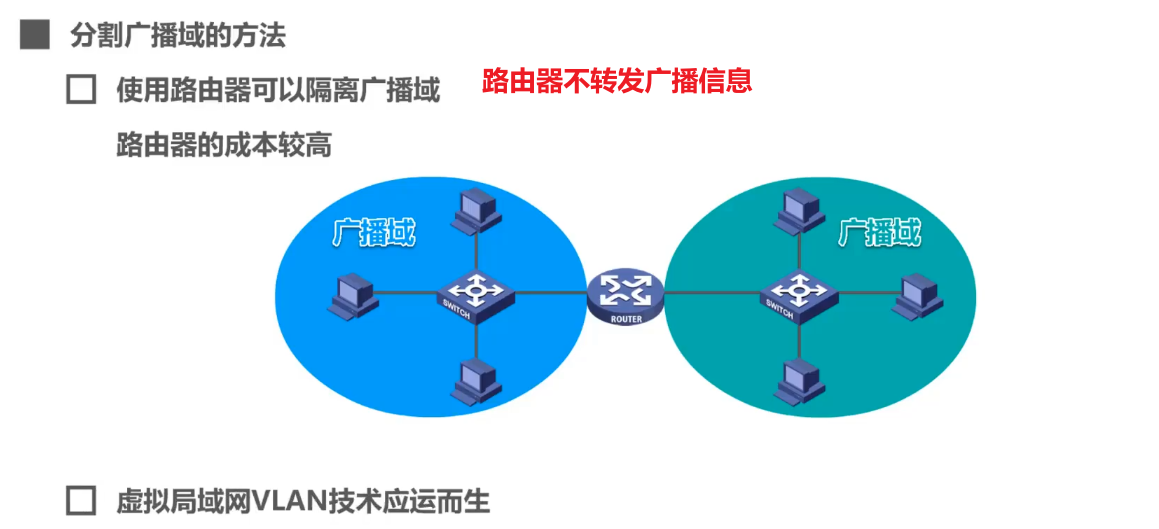 分割广播域的方法
使用路由器可以隔离广播域
路由器不转发广播信息
路由器的成本较高
广播域
广播域
SWITCH
ROUTER
SWITCH
虚拟局域网VLAN技术应运而生